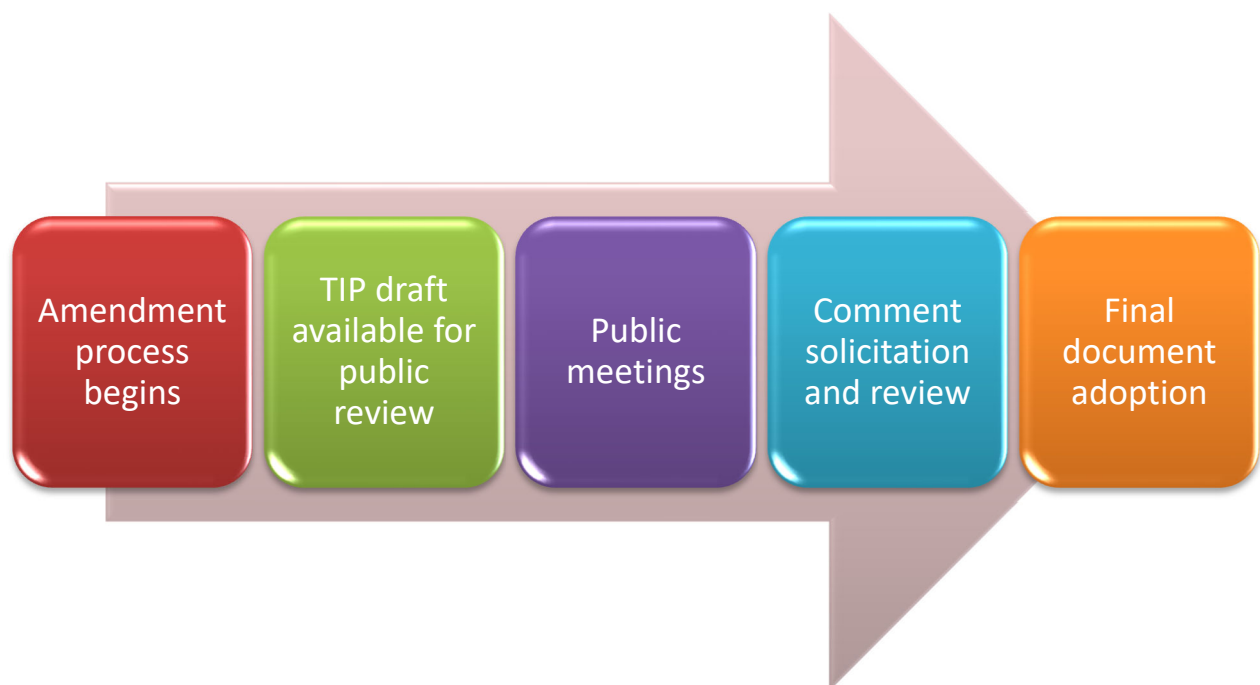 Amendment
process
begins
TIP draft
available for
public
review
Public
meetings
Comment
solicitation
and review
Final
document
adoption